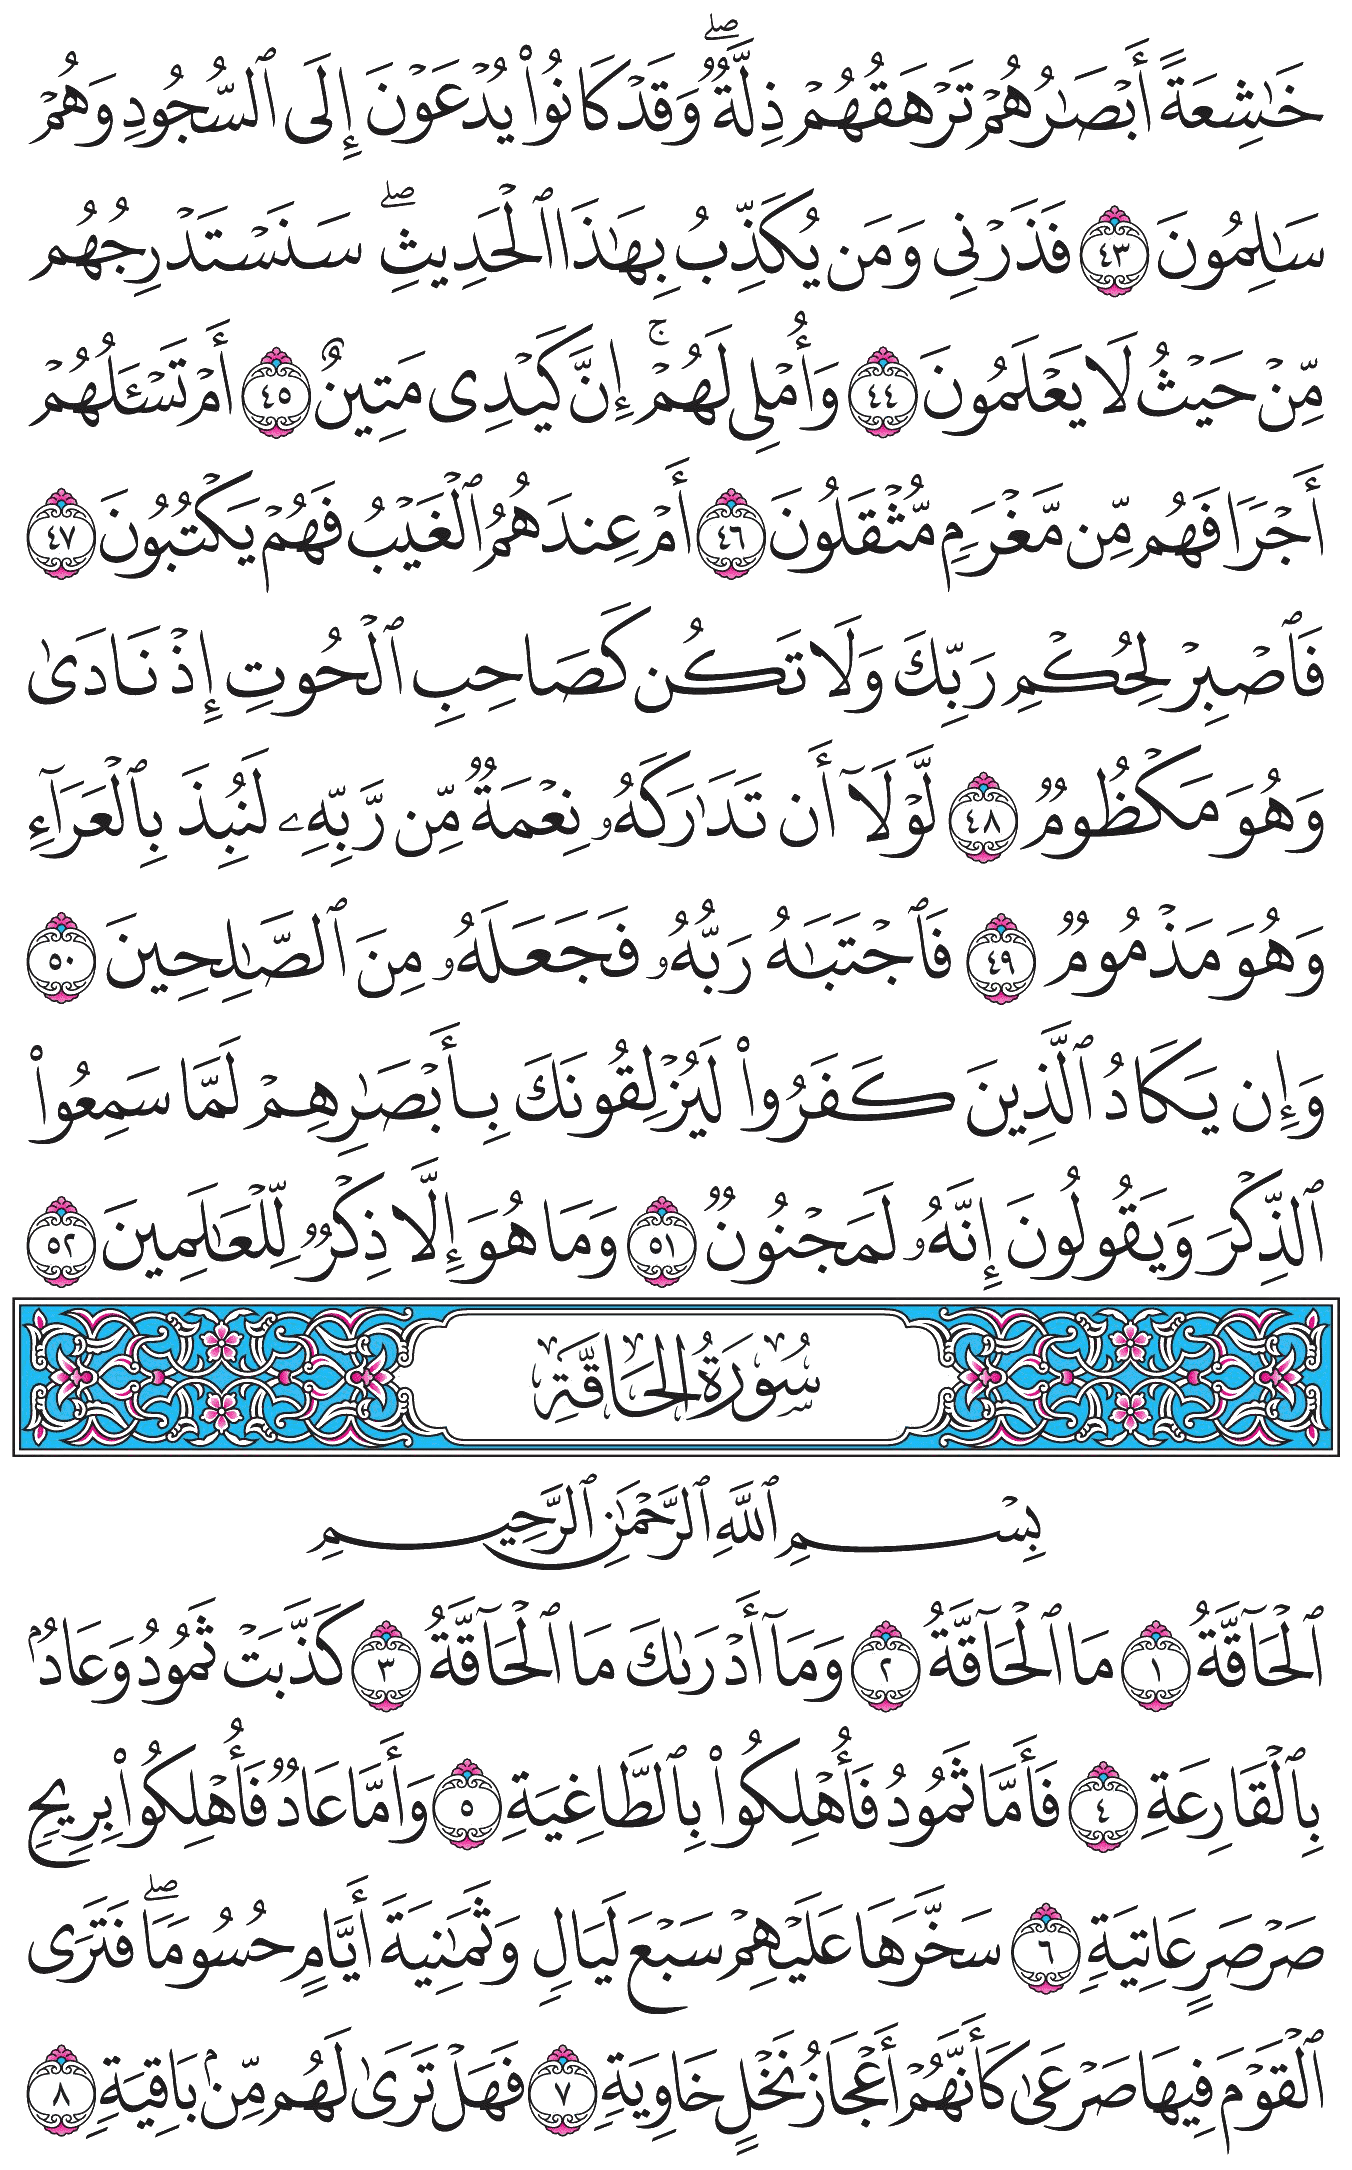 خَٰشِعَةً أَبْصَٰرُهُمْ تَرْهَقُهُمْ ذِلَّةٌۖ وَقَدْ كَانُوا۟ يُدْعَوْنَ إِلَى ٱلسُّجُودِ وَهُمْ
سَٰلِمُونَ ٤٣ فَذَرْنِى وَمَن يُكَذِّبُ بِهَٰذَا ٱلْحَدِيثِۖ سَنَسْتَدْرِجُهُم
مِّنْ حَيْثُ لَا يَعْلَمُونَ ٤٤ وَأُمْلِى لَهُمْۚ إِنَّ كَيْدِى مَتِينٌ ٤٥ أَمْ تَسْـَٔلُهُمْ
أَجْرًا فَهُم مِّن مَّغْرَمٍ مُّثْقَلُونَ ٤٦ أَمْ عِندَهُمُ ٱلْغَيْبُ فَهُمْ يَكْتُبُونَ ٤٧
فَٱصْبِرْ لِحُكْمِ رَبِّكَ وَلَا تَكُن كَصَاحِبِ ٱلْحُوتِ إِذْ نَادَىٰ
وَهُوَ مَكْظُومٌ ٤٨ لَّوْلَآ أَن تَدَٰرَكَهُۥ نِعْمَةٌ مِّن رَّبِّهِۦ لَنُبِذَ بِٱلْعَرَآءِ
وَهُوَ مَذْمُومٌ ٤٩ فَٱجْتَبَٰهُ رَبُّهُۥ فَجَعَلَهُۥ مِنَ ٱلصَّٰلِحِينَ ٥٠
وَإِن يَكَادُ ٱلَّذِينَ كَفَرُوا۟ لَيُزْلِقُونَكَ بِأَبْصَٰرِهِمْ لَمَّا سَمِعُوا۟
ٱلذِّكْرَ وَيَقُولُونَ إِنَّهُۥ لَمَجْنُونٌ ٥١ وَمَا هُوَ إِلَّا ذِكْرٌ لِّلْعَٰلَمِينَ ٥٢
سُورَةُ الحَاقَّةِ
بِسْمِ ٱللَّهِ ٱلرَّحْمَٰنِ ٱلرَّحِيمِ
ٱلْحَآقَّةُ ١ مَا ٱلْحَآقَّةُ ٢ وَمَآ أَدْرَىٰكَ مَا ٱلْحَآقَّةُ ٣ كَذَّبَتْ ثَمُودُ وَعَادٌۢ
بِٱلْقَارِعَةِ ٤ فَأَمَّا ثَمُودُ فَأُهْلِكُوا۟ بِٱلطَّاغِيَةِ ٥ وَأَمَّا عَادٌ فَأُهْلِكُوا۟ بِرِيحٍ
صَرْصَرٍ عَاتِيَةٍ ٦ سَخَّرَهَا عَلَيْهِمْ سَبْعَ لَيَالٍ وَثَمَٰنِيَةَ أَيَّامٍ حُسُومًاۖ فَتَرَى
ٱلْقَوْمَ فِيهَا صَرْعَىٰ كَأَنَّهُمْ أَعْجَازُ نَخْلٍ خَاوِيَةٍ ٧ فَهَلْ تَرَىٰ لَهُم مِّنۢ بَاقِيَةٍ ٨